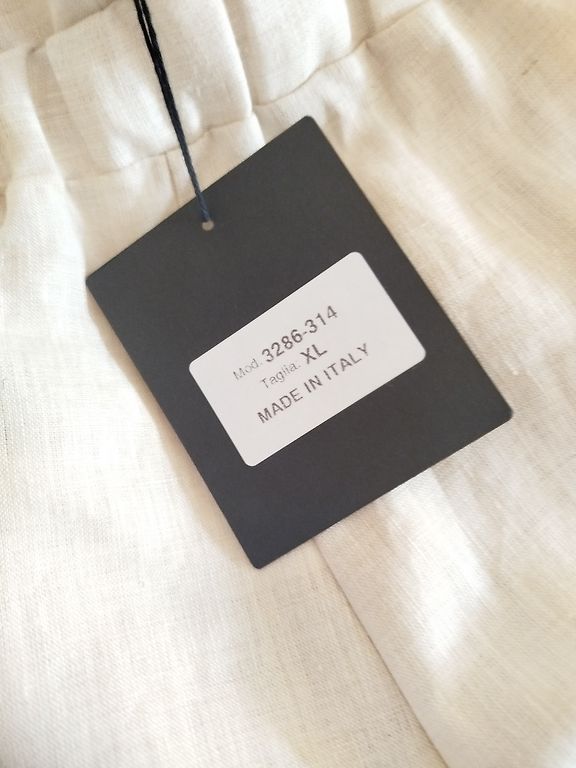 Mod. 3286-314
Taglia. XL
MADE IN ITALY